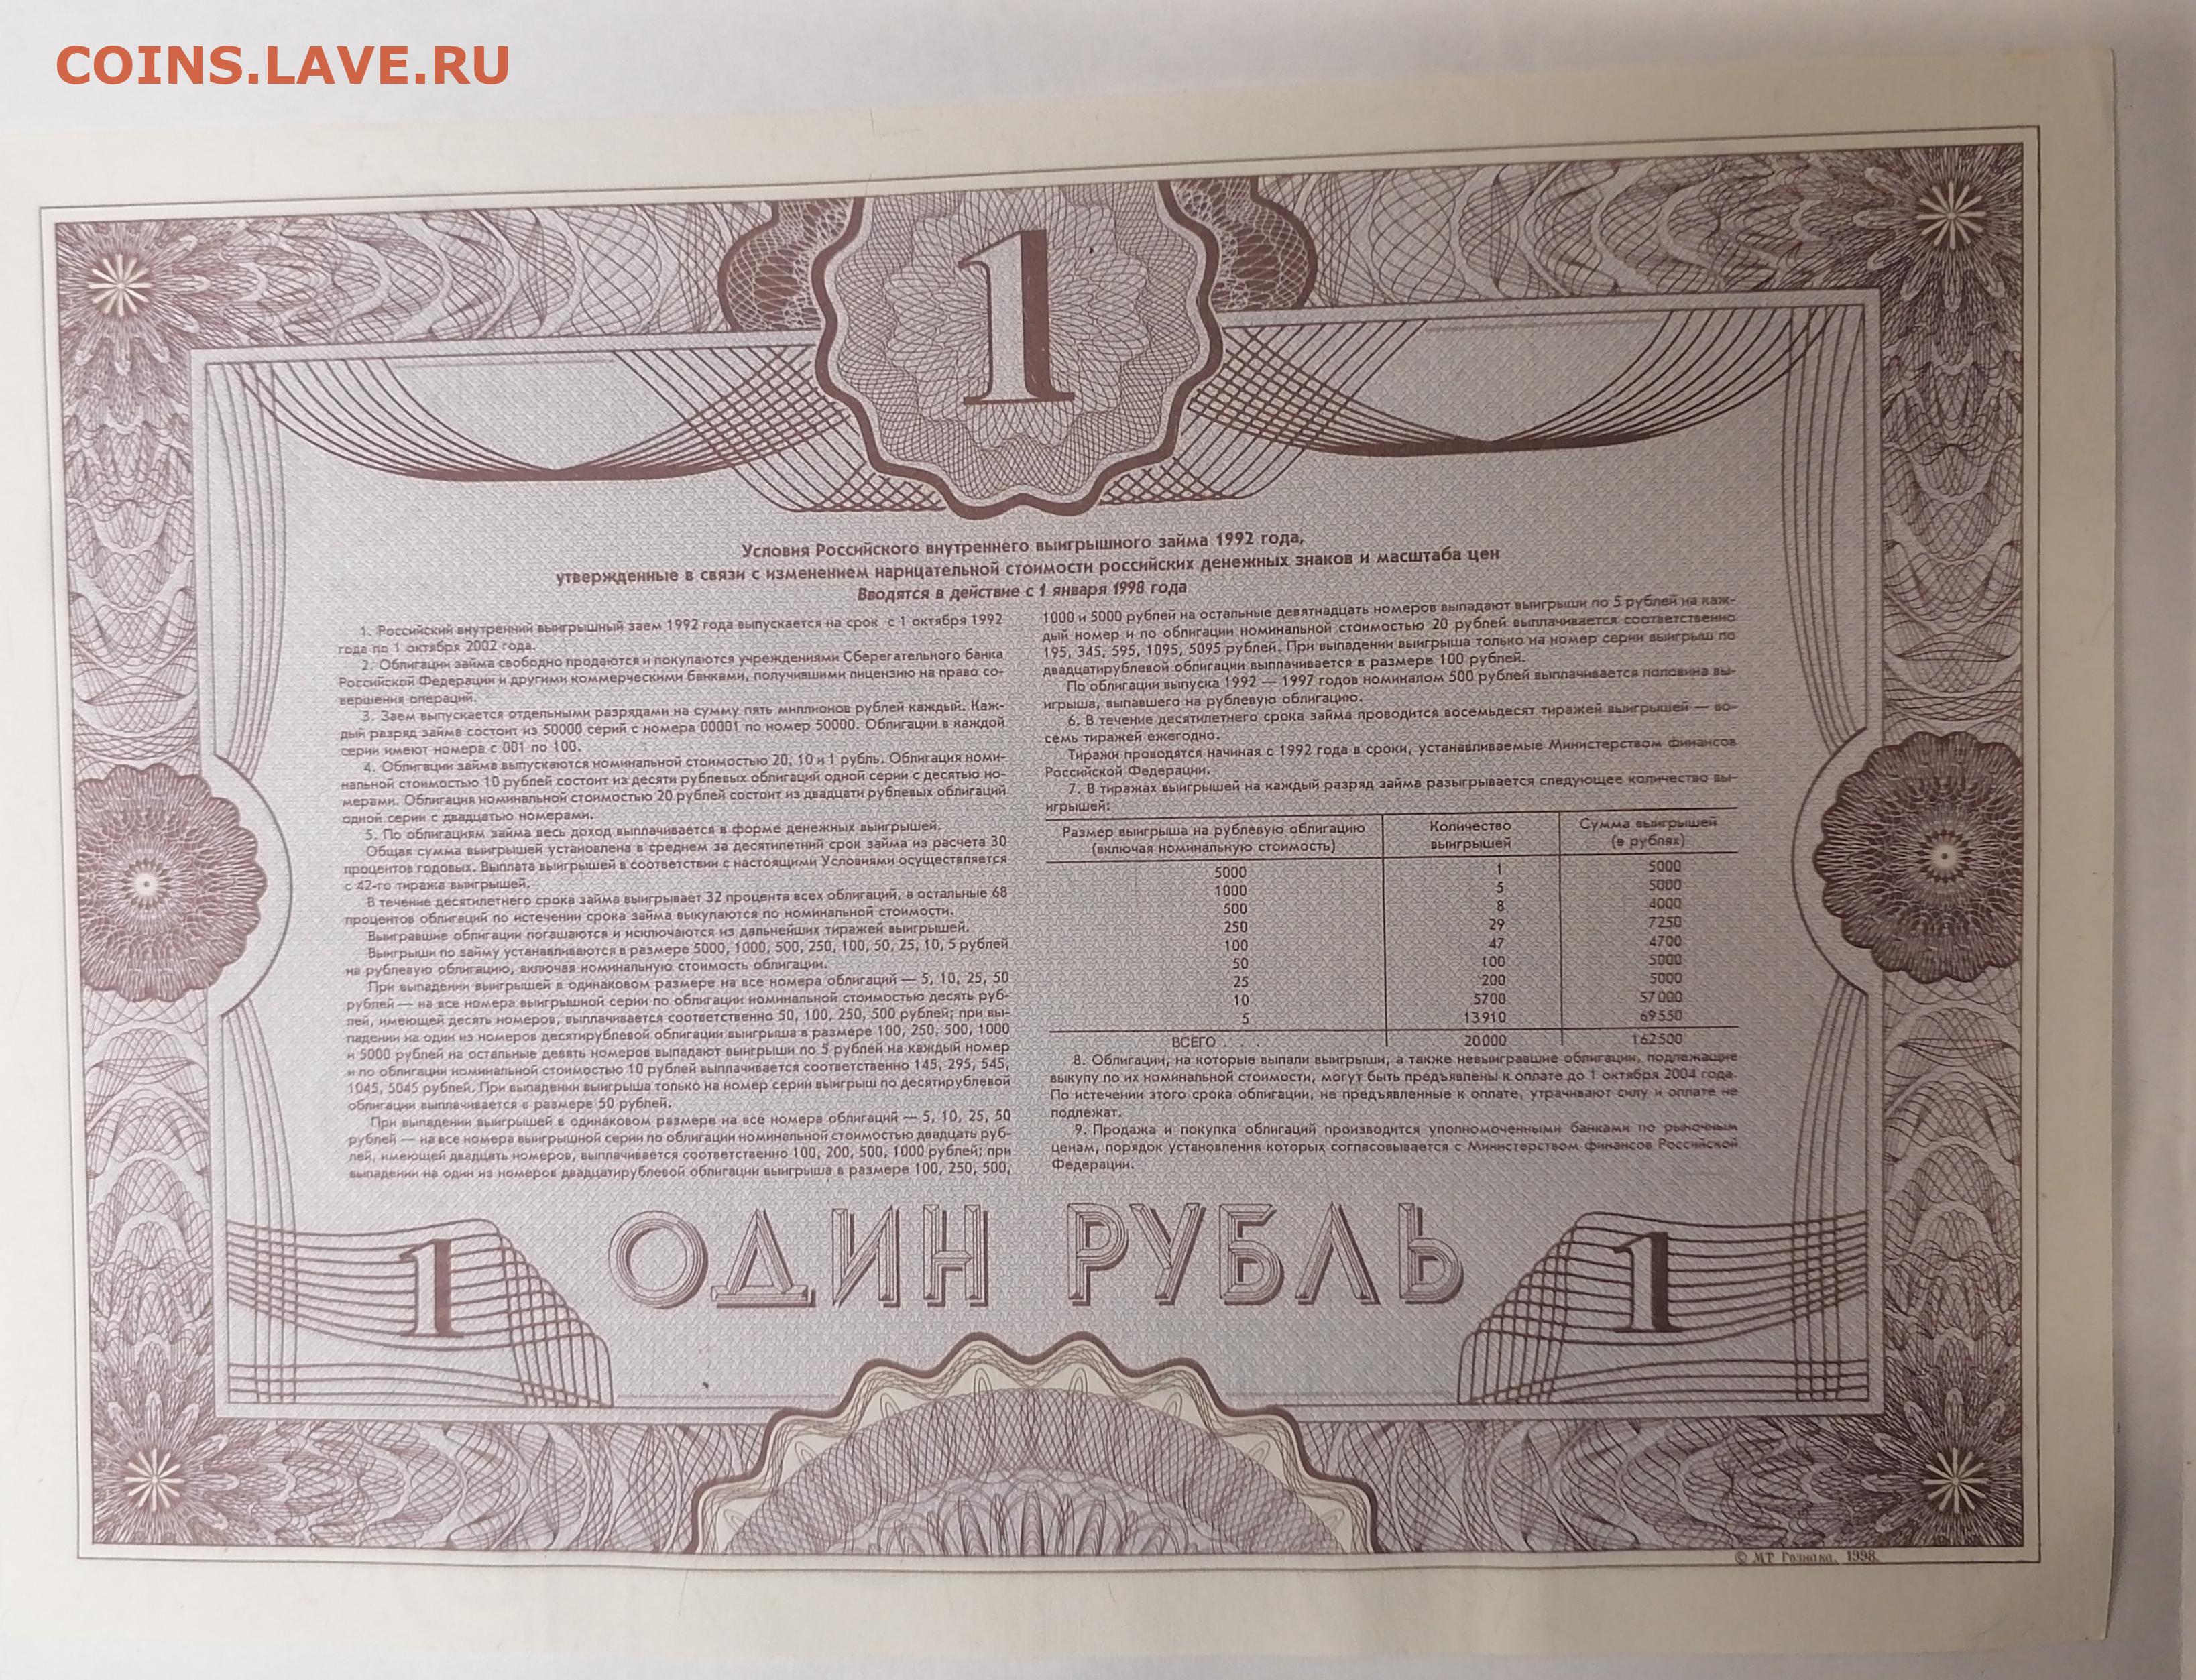 COINS.LAVE.RU
1
Условия Российского внутреннего выигрышного займа 1992 года,
утвержденные в связи с изменением нарицательной стоимости российских денежных знаков и масштаба цен
Вводятся в действие с 1 января 1998 года
1. Российский внутренний выигрышный заем 1992 года выпускается на срок с 1 октября 1992
года по 1 октября 2002 года.
2. Облигации займа свободно продаются и покупаются учреждениями Сберегательного банка
Российской Федерации и другими коммерческими банками, получившими лицензию на право со-
вершения операций.
3. Заем выпускается отдельными разрядами на сумму пять миллионов рублей каждый. Каж-
дый разряд займа состоит из 50000 серий с номера 00001 по номер 50000. Облигации в каждой
серии имеют номера с 001 по 100.
4. Облигации займа выпускаются номинальной стоимостью 20, 10 и 1 рубль. Облигация номи-
нальной стоимостью 10 рублей состоит из десяти рублевых облигаций одной серии с десятью но-
мерами. Облигация номинальной стоимостью 20 рублей состоит из двадцати рублевых облигаций
одной серии с двадцатью номерами.
5. По облигациям займа весь доход выплачивается в форме денежных выигрышей.
Общая сумма выигрышей установлена в среднем за десятилетний срок займа из расчета 30
процентов годовых. Выплата выигрышей в соответствии с настоящими Условиями осуществляется
с 42-го тиража выигрышей.
В течение десятилетнего срока займа выигрывает 32 процента всех облигаций, а остальные 68
процентов облигаций по истечении срока займа выкупаются по номинальной стоимости.
Выигравшие облигации погашаются и исключаются из дальнейших тиражей выигрышей.
Выигрыши по займу устанавливаются в размере 5000, 1000, 500, 250, 100, 50, 25, 10, 5 рублей
на рублевую облигацию, включая номинальную стоимость облигации.
При выпадении выигрышей в одинаковом размере на все номера облигаций — 5, 10, 25, 50
рублей — на все номера выигрышной серии по облигации номинальной стоимостью десять руб-
лей, имеющей десять номеров, выплачивается соответственно 50, 100, 250, 500 рублей; при вы-
падении на один из номеров десятирублевой облигации выигрыша в размере 100, 250, 500, 1000
и 5000 рублей на остальные девять номеров выпадают выигрыши по 5 рублей на каждый номер
и по облигации номинальной стоимостью 10 рублей выплачивается соответственно 145, 295, 545,
1045, 5045 рублей. При выпадении выигрыша только на номер серии выигрыш по десятирублевой
облигации выплачивается в размере 50 рублей.
При выпадении выигрышей в одинаковом размере на все номера облигаций — 5, 10, 25, 50
рублей — на все номера выигрышной серии по облигации номинальной стоимостью двадцать руб-
лей, имеющей двадцать номеров, выплачивается соответственно 100, 200, 500, 1000 рублей; при
выпадении на один из номеров двадцатирублевой облигации выигрыша в размере 100, 250, 500,
1000 и 5000 рублей на остальные девятнадцать номеров выпадают выигрыши по 5 рублей на каж-
дый номер и по облигации номинальной стоимостью 20 рублей выплачивается соответственно
195, 345, 595, 1095, 5095 рублей. При выпадении выигрыша только на номер серии выигрыш по
двадцатирублевой облигации выплачивается в размере 100 рублей.
По облигации выпуска 1992 — 1997 годов номиналом 500 рублей выплачивается половина вы-
игрыша, выпавшего на рублевую облигацию.
6. В течение десятилетнего срока займа проводится восемьдесят тиражей выигрышей — во-
семь тиражей ежегодно.
Тиражи проводятся начиная с 1992 года в сроки, устанавливаемые Министерством финансов
Российской Федерации.
7. В тиражах выигрышей на каждый разряд займа разыгрывается следующее количество вы-
игрышей:
Размер выигрыша на рублевую облигацию Количество Сумма выигрышей
(включая номинальную стоимость) выигрышей (в рублях)
5000 1 5000
1000 5 5000
500 8 4000
250 29 7250
100 47 4700
50 100 5000
25 200 5000
10 5700 57000
5 13910 69550
ВСЕГО . . . 20000 162500
8. Облигации, на которые выпали выигрыши, а также невыигравшие облигации, подлежащие
выкупу по их номинальной стоимости, могут быть предъявлены к оплате до 1 октября 2004 года.
По истечении этого срока облигации, не предъявленные к оплате, утрачивают силу и оплате не
подлежат.
9. Продажа и покупка облигаций производится уполномоченными банками по рыночным
ценам, порядок установления которых согласовывается с Министерством финансов Российской
Федерации.
1 ОДИН РУБЛЬ 1
© МТ Гознака. 1998.